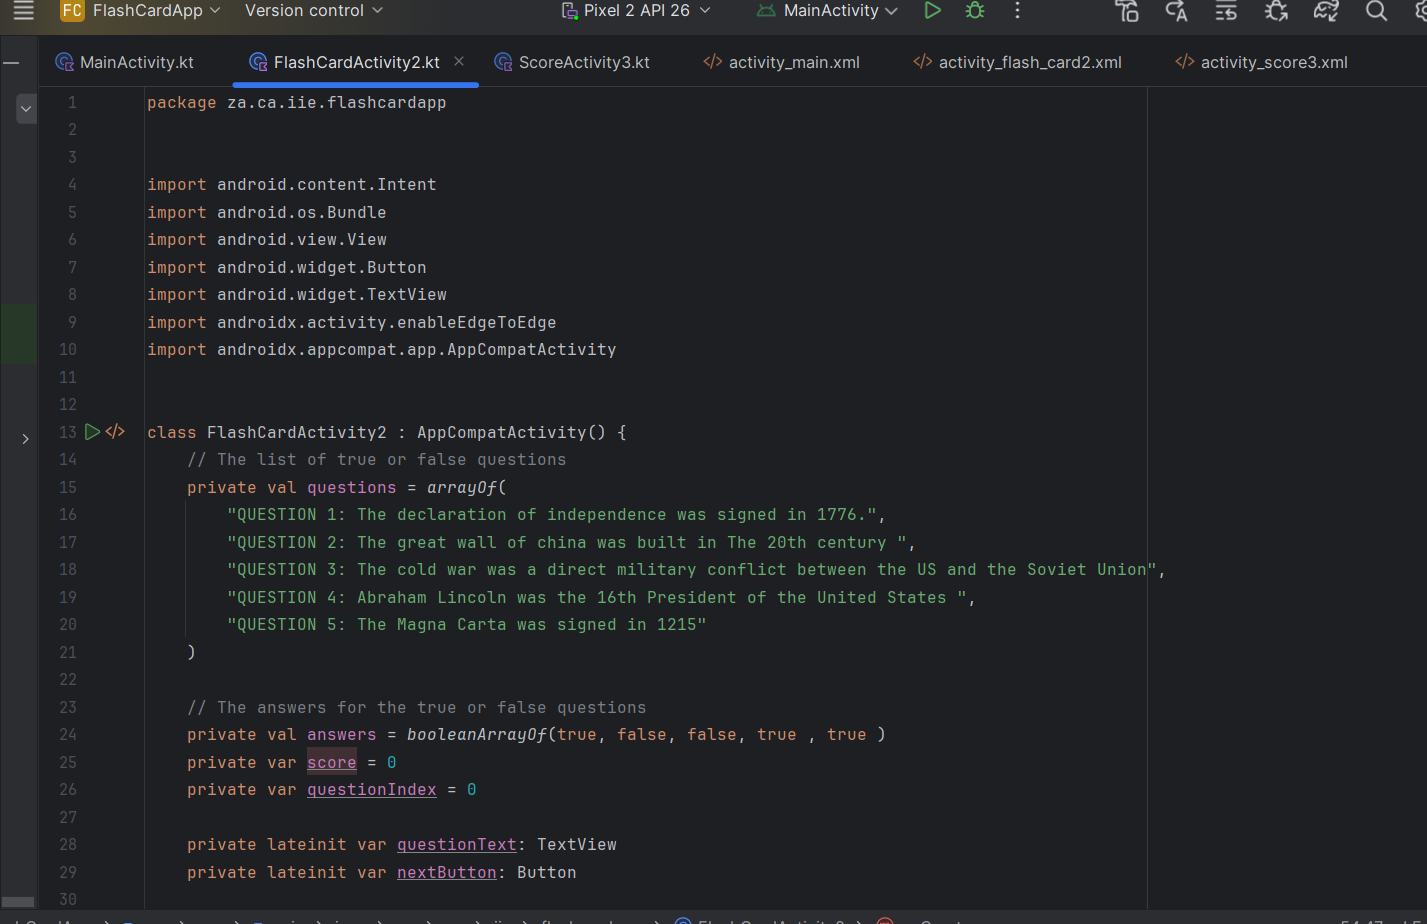 FC FlashCardApp Version control Pixel 2 API 26 MainActivity
MainActivity.kt FlashCardActivity2.kt ScoreActivity3.kt activity_main.xml activity_flash_card2.xml activity_score3.xml
1 package za.ca.iie.flashcardapp
2
3
4 import android.content.Intent
5 import android.os.Bundle
6 import android.view.View
7 import android.widget.Button
8 import android.widget.TextView
9 import androidx.activity.enableEdgeToEdge
10 import androidx.appcompat.app.AppCompatActivity
11
12
13 class FlashCardActivity2 : AppCompatActivity() {
14 // The list of true or false questions
15 private val questions = arrayOf(
16 "QUESTION 1: The declaration of independence was signed in 1776.",
17 "QUESTION 2: The great wall of china was built in The 20th century ",
18 "QUESTION 3: The cold war was a direct military conflict between the US and the Soviet Union",
19 "QUESTION 4: Abraham Lincoln was the 16th President of the United States ",
20 "QUESTION 5: The Magna Carta was signed in 1215"
21 )
22
23 // The answers for the true or false questions
24 private val answers = booleanArrayOf(true, false, false, true , true )
25 private var score = 0
26 private var questionIndex = 0
27
28 private lateinit var questionText: TextView
29 private lateinit var nextButton: Button
30